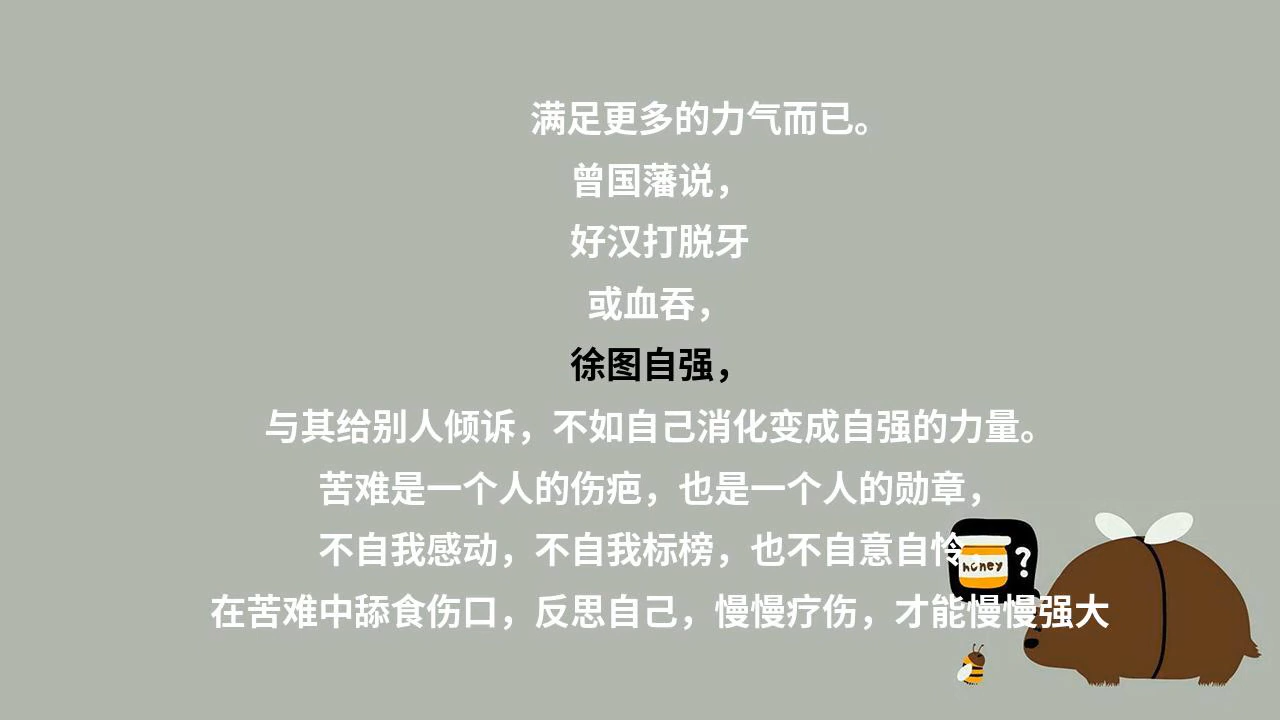 满足更多的力气而已。
曾国藩说，
好汉打脱牙
或血吞，
徐图自强，
与其给别人倾诉，不如自己消化变成自强的力量。
苦难是一个人的伤疤，也是一个人的勋章，
不自我感动，不自我标榜，也不自意自怜，
honey ?
在苦难中舔食伤口，反思自己，慢慢疗伤，才能慢慢强大